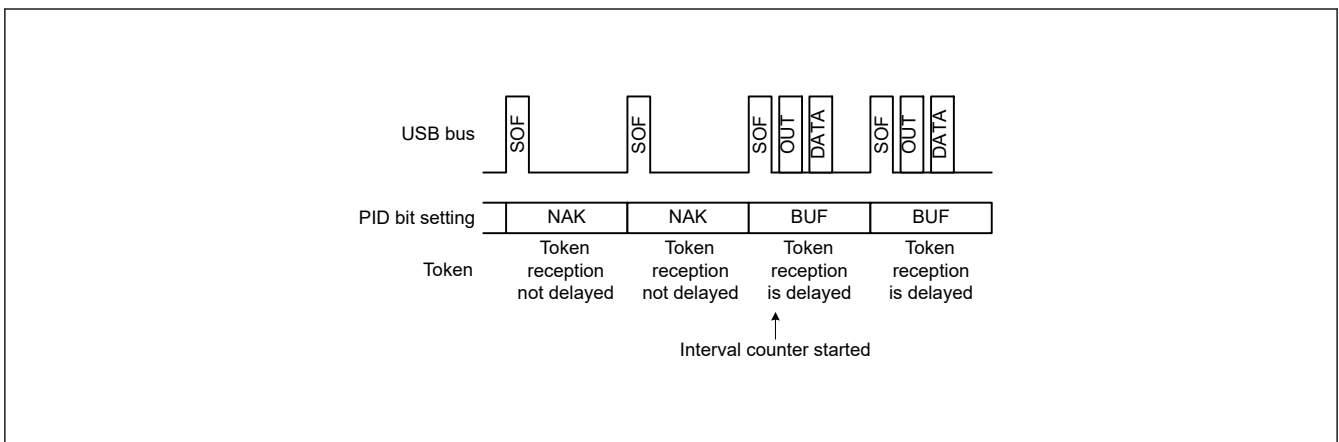 USB bus
SOF
SOF
SOF
OUT
DATA
SOF
OUT
DATA
PID bit setting
NAK
NAK
BUF
BUF
Token
Token
reception
not delayed
Token
reception
not delayed
Token
reception
is delayed
Token
reception
is delayed
Interval counter started